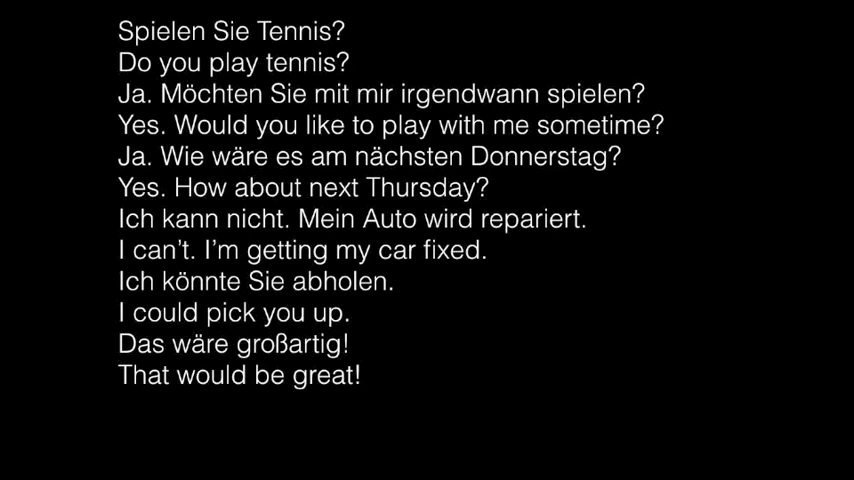 Spielen Sie Tennis?
Do you play tennis?
Ja. Möchten Sie mit mir irgendwann spielen?
Yes. Would you like to play with me sometime?
Ja. Wie wäre es am nächsten Donnerstag?
Yes. How about next Thursday?
Ich kann nicht. Mein Auto wird repariert.
I can’t. I’m getting my car fixed.
Ich könnte Sie abholen.
I could pick you up.
Das wäre großartig!
That would be great!